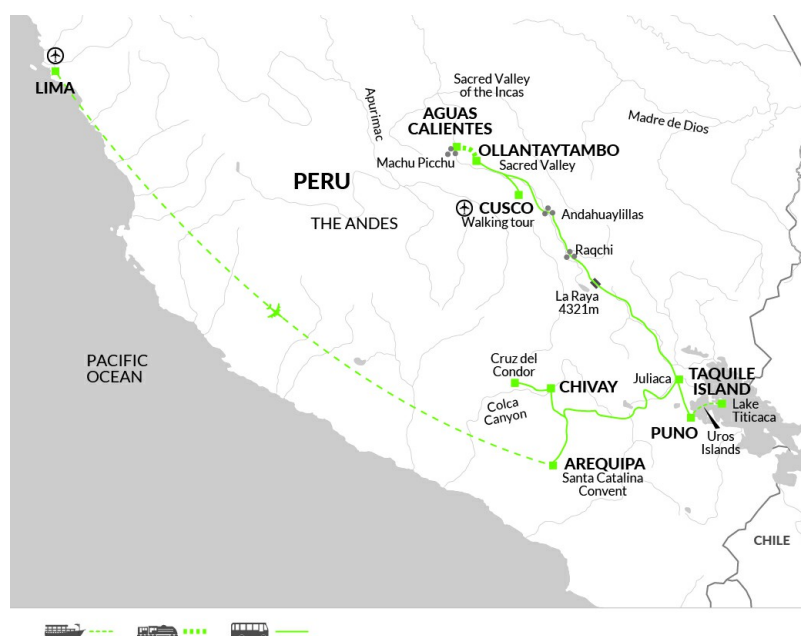 LIMA
Apurimac
Sacred Valley
of the Incas
AGUAS
CALIENTES
Madre de Dios
OLLANTAYTAMBO
Machu Picchu
Sacred Valley
PERU
THE ANDES
CUSCO
Walking tour
Andahuaylillas
Raqchi
La Raya
4321m
PACIFIC
OCEAN
Cruz del
Condor
CHIVAY
Colca
Canyon
Juliaca
TAQUILE
ISLAND
Lake
Titicaca
PUNO
Uros
Islands
AREQUIPA
Santa Catalina
Convent
CHILE